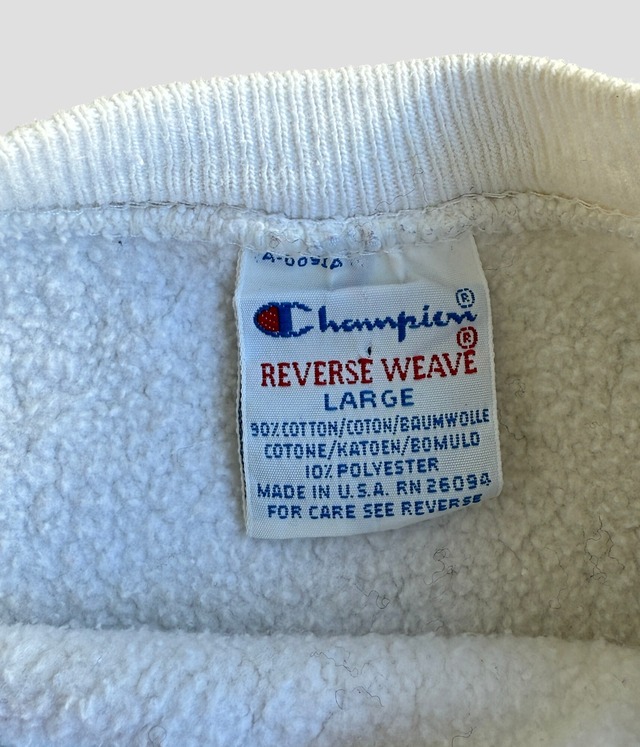 Champion®
REVERSE WEAVE®
LARGE
90% COTTON/COTON/BAUMWOLLE
COTONE/KATOEN/BOMULD
10% POLYESTER
MADE IN U.S.A. RN 26094
FOR CARE SEE REVERSE